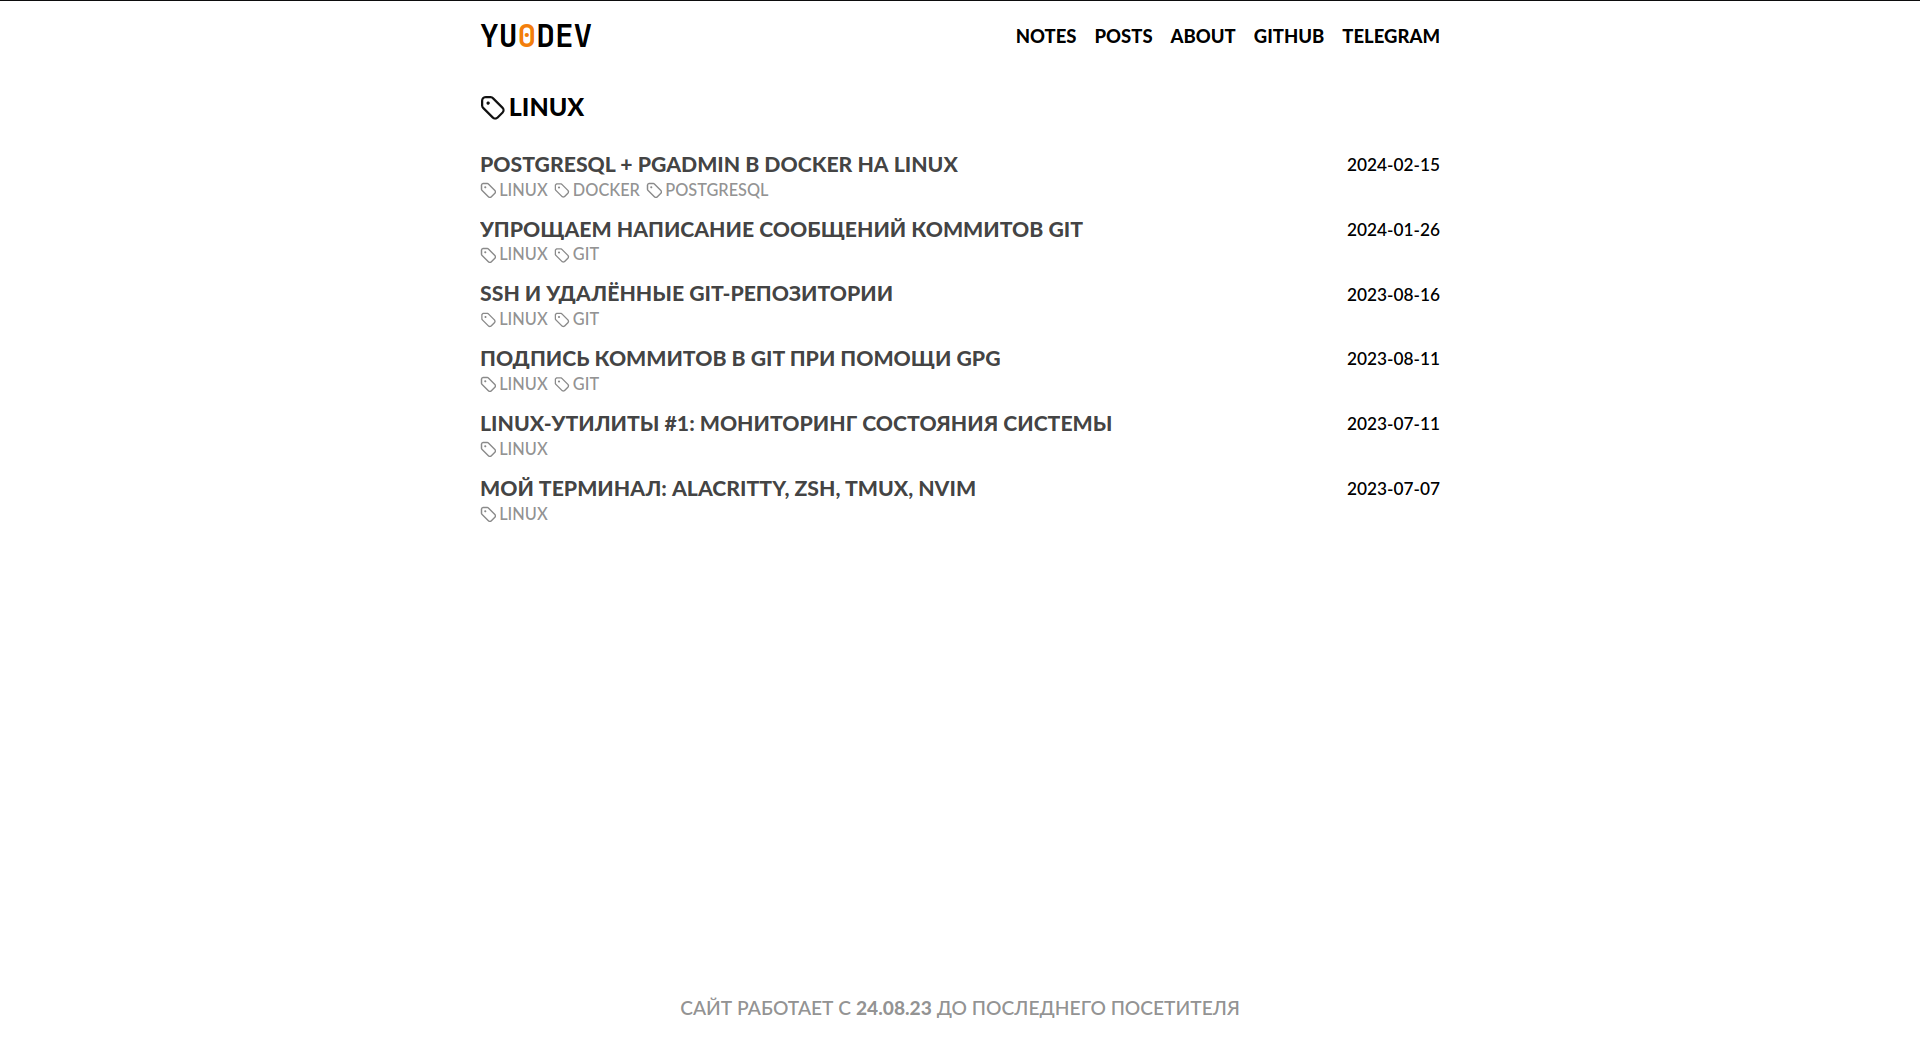 YU0DEV
NOTES POSTS ABOUT GITHUB TELEGRAM
LINUX
POSTGRESQL + PGADMIN В DOCKER НА LINUX 2024-02-15
LINUX DOCKER POSTGRESQL
УПРОЩАЕМ НАПИСАНИЕ СООБЩЕНИЙ КОММИТОВ GIT 2024-01-26
LINUX GIT
SSH И УДАЛЁННЫЕ GIT-РЕПОЗИТОРИИ 2023-08-16
LINUX GIT
ПОДПИСЬ КОММИТОВ В GIT ПРИ ПОМОЩИ GPG 2023-08-11
LINUX GIT
LINUX-УТИЛИТЫ #1: МОНИТОРИНГ СОСТОЯНИЯ СИСТЕМЫ 2023-07-11
LINUX
МОЙ ТЕРМИНАЛ: ALACRITTY, ZSH, TMUX, NVIM 2023-07-07
LINUX
САЙТ РАБОТАЕТ С 24.08.23 ДО ПОСЛЕДНЕГО ПОСЕТИТЕЛЯ